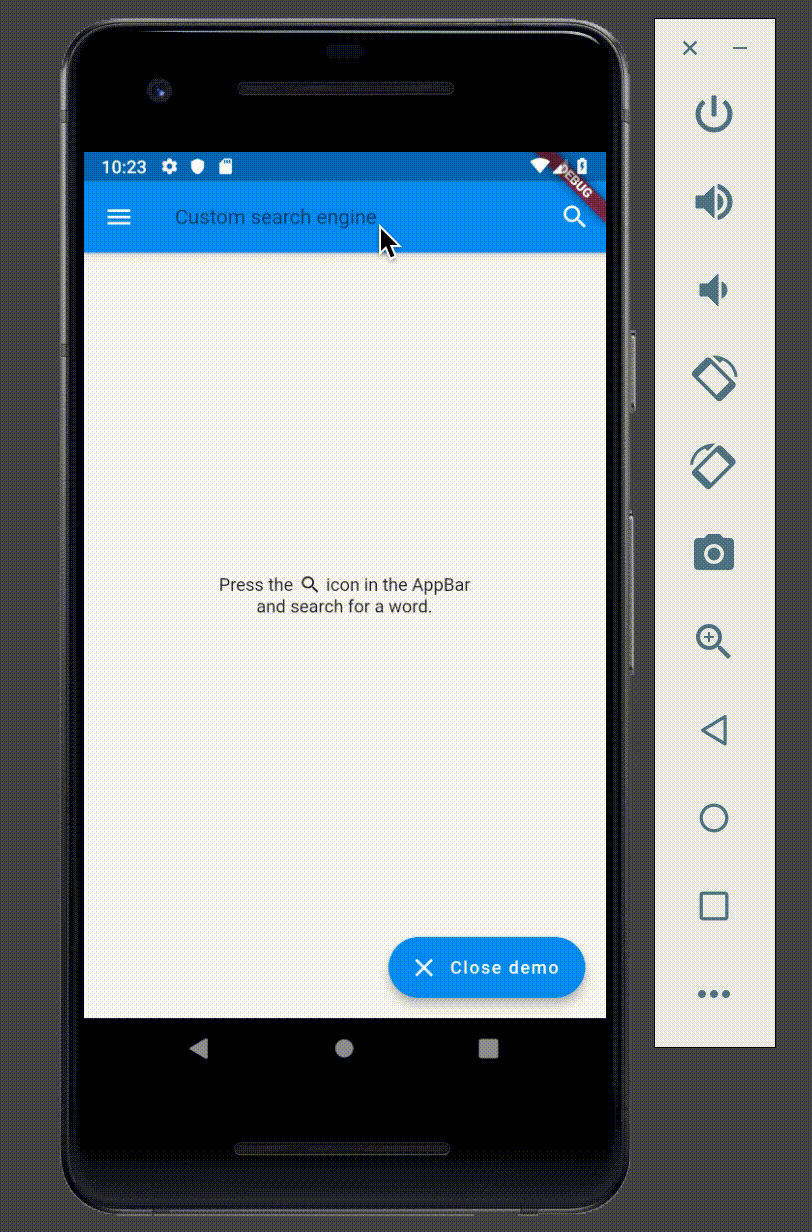 10:23
DEBUG
Custom search engine
Press the icon in the AppBar
and search for a word.
Close demo